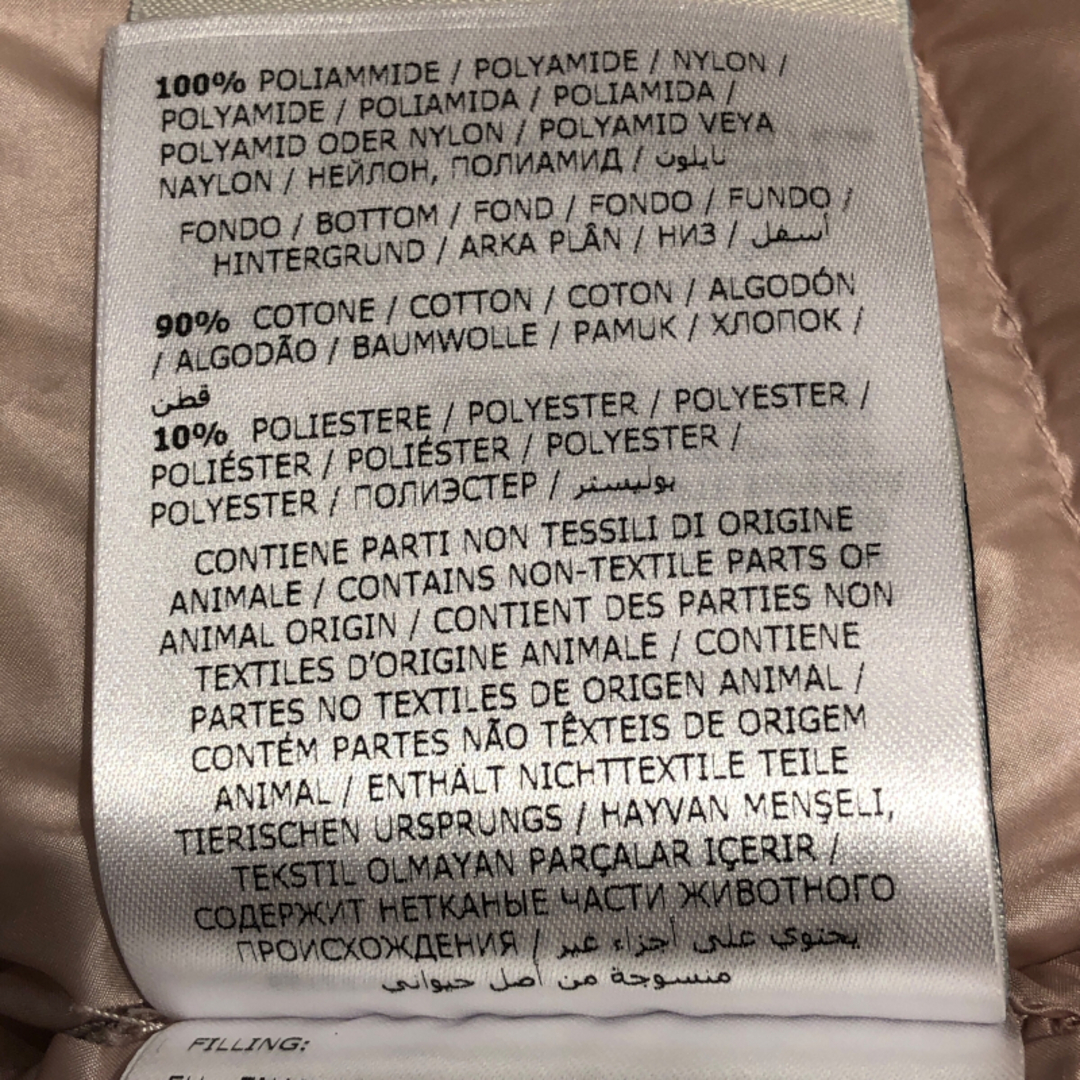 100% POLIAMMIDE / POLYAMIDE / NYLON /
POLYAMIDE / POLIAMIDA / POLIAMIDA /
POLYAMID ODER NYLON / POLYAMID VEYA
NAYLON / НЕЙЛОН, ПОЛИАМИД / نايلون
FONDO / BOTTOM / FOND / FONDO / FUNDO /
HINTERGRUND / ARKA PLÂN / НИЗ / أسفل
90% COTONE / COTTON / COTON / ALGODÓN
/ ALGODÃO / BAUMWOLLE / PAMUK / ХЛОПОК /
قطن
10% POLIESTERE / POLYESTER / POLYESTER /
POLIÉSTER / POLIÉSTER / POLYESTER /
POLYESTER / ПОЛИЭСТЕР / بوليستر
CONTIENE PARTI NON TESSILI DI ORIGINE
ANIMALE / CONTAINS NON-TEXTILE PARTS OF
ANIMAL ORIGIN / CONTIENT DES PARTIES NON
TEXTILES D'ORIGINE ANIMALE / CONTIENE
PARTES NO TEXTILES DE ORIGEN ANIMAL /
CONTÉM PARTES NÃO TÊXTEIS DE ORIGEM
ANIMAL / ENTHÄLT NICHTTEXTILE TEILE
TIERISCHEN URSPRUNGS / HAYVAN MENŞELI,
TEKSTIL OLMAYAN PARÇALAR IÇERIR /
СОДЕРЖИТ НЕТКАНЫЕ ЧАСТИ ЖИВОТНОГО
ПРОИСХОЖДЕНИЯ / يحتوي على أجزاء غير
منسوجة من أصل حيواني
FILLING: